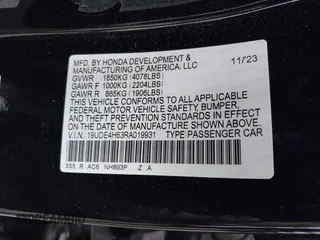 MFD. BY HONDA DEVELOPMENT & 11/23
MANUFACTURING OF AMERICA, LLC
GVWR 1850KG (4078LBS)
GAWR F 1000KG (2204LBS)
GAWR R 865KG (1906LBS)
THIS VEHICLE CONFORMS TO ALL APPLICABLE
FEDERAL MOTOR VEHICLE SAFETY, BUMPER,
AND THEFT PREVENTION STANDARDS IN
EFFECT ON THE DATE OF MANUFACTURE
SHOWN ABOVE.
V.I.N.: 19UDE4H63RA019931 TYPE PASSENGER CAR
3S5 R AC6 NH893P Z A